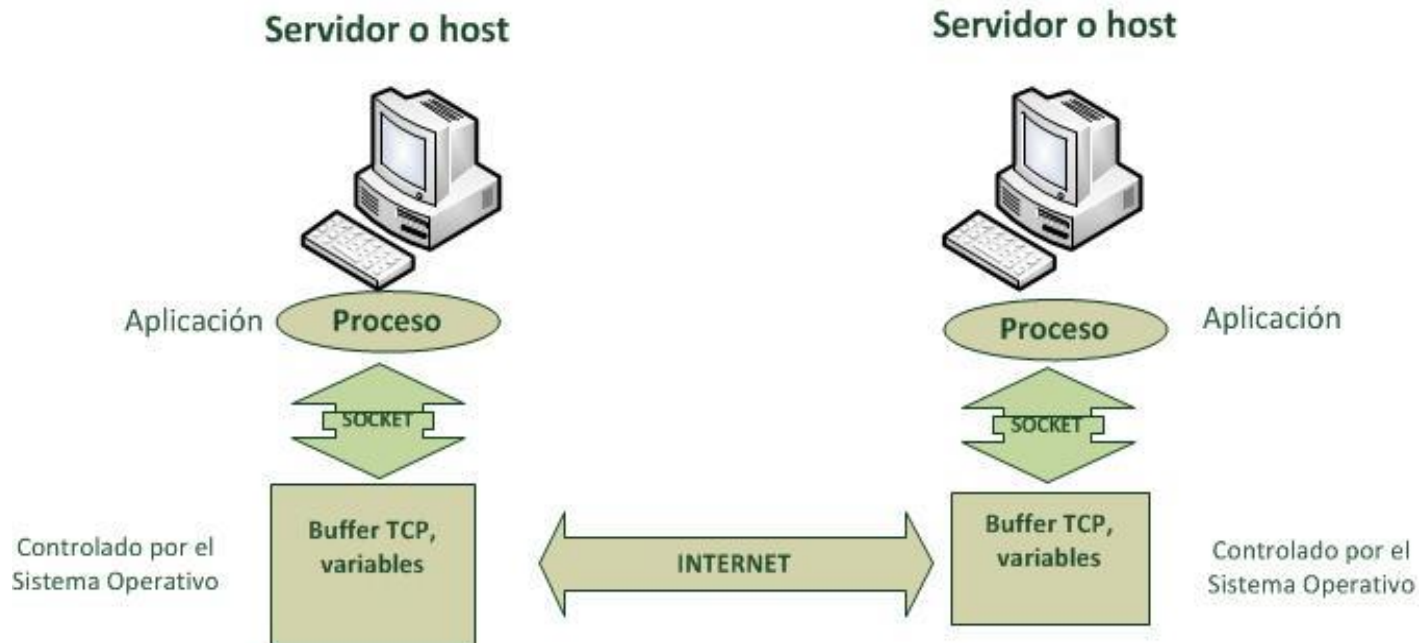 Servidor o host
Servidor o host
Aplicación
Proceso
Proceso
Aplicación
SOCKET
SOCKET
Controlado por el
Sistema Operativo
Buffer TCP,
variables
INTERNET
Buffer TCP,
variables
Controlado por el
Sistema Operativo